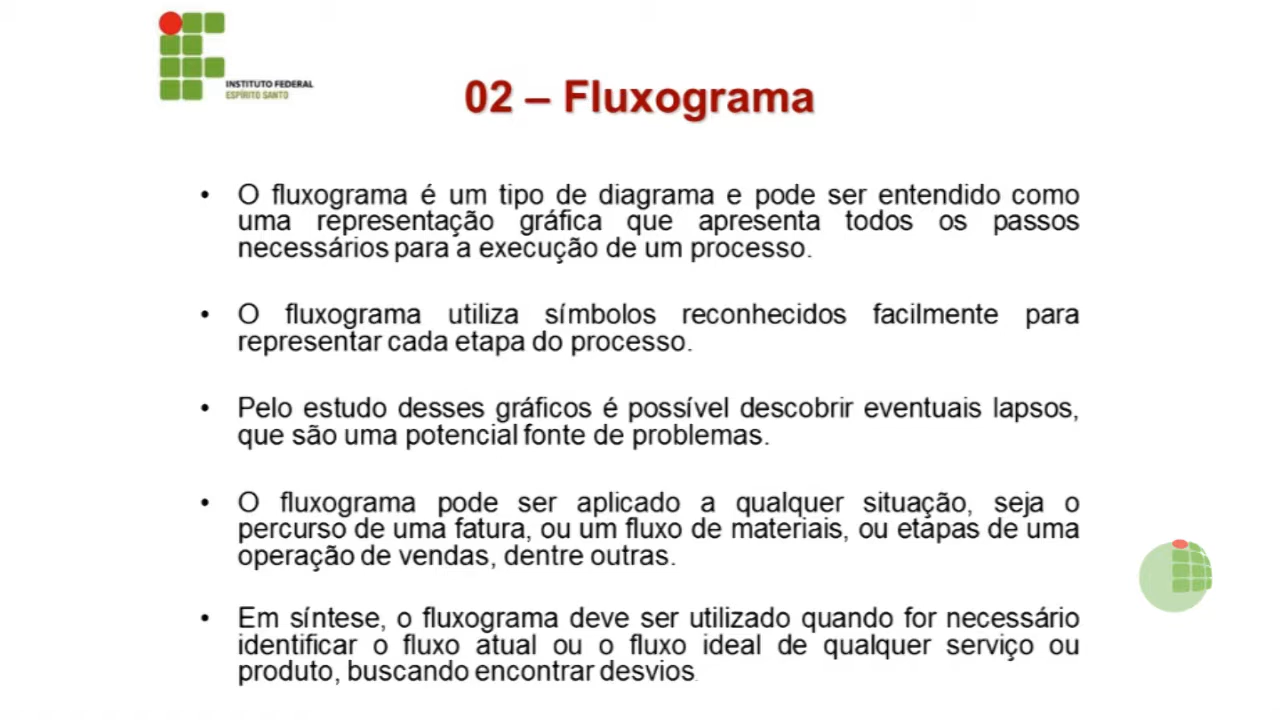 INSTITUTO FEDERAL
ESPÍRITO SANTO
02 – Fluxograma
• O fluxograma é um tipo de diagrama e pode ser entendido como
uma representação gráfica que apresenta todos os passos
necessários para a execução de um processo.
• O fluxograma utiliza símbolos reconhecidos facilmente para
representar cada etapa do processo.
• Pelo estudo desses gráficos é possível descobrir eventuais lapsos,
que são uma potencial fonte de problemas.
• O fluxograma pode ser aplicado a qualquer situação, seja o
percurso de uma fatura, ou um fluxo de materiais, ou etapas de uma
operação de vendas, dentre outras.
• Em síntese, o fluxograma deve ser utilizado quando for necessário
identificar o fluxo atual ou o fluxo ideal de qualquer serviço ou
produto, buscando encontrar desvios.